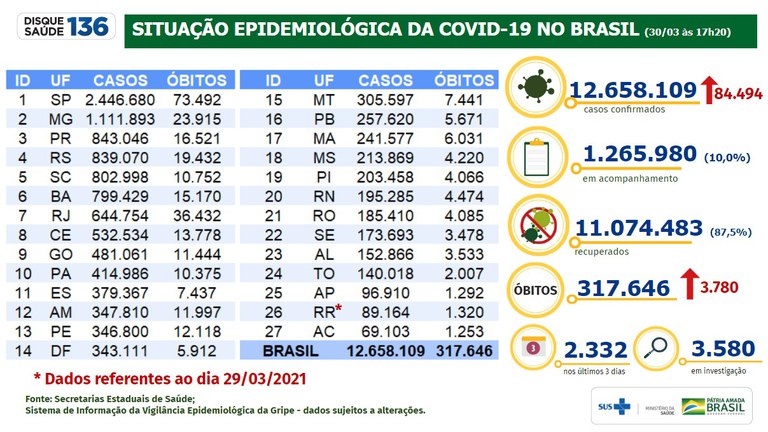 DISQUE
SAÚDE 136
SITUAÇÃO EPIDEMIOLÓGICA DA COVID-19 NO BRASIL (30/03 às 17h20)
ID UF CASOS ÓBITOS
1 SP 2.446.680 73.492
2 MG 1.111.893 23.915
3 PR 843.046 16.521
4 RS 839.070 19.432
5 SC 802.998 10.752
6 BA 799.429 15.170
7 RJ 644.754 36.432
8 CE 532.534 13.778
9 GO 481.061 11.444
10 PA 414.986 10.375
11 ES 379.367 7.437
12 AM 347.810 11.997
13 PE 346.800 12.118
14 DF 343.111 5.912
ID UF CASOS ÓBITOS
15 MT 305.597 7.441
16 PB 257.620 5.671
17 MA 241.577 6.031
18 MS 213.869 4.220
19 PI 203.458 4.066
20 RN 195.285 4.474
21 RO 185.410 4.085
22 SE 173.693 3.478
23 AL 152.866 3.533
24 TO 140.018 2.007
25 AP 96.910 1.292
26 RR* 89.164 1.320
27 AC 69.103 1.253
BRASIL 12.658.109 317.646
12.658.109 84.494
casos confirmados
1.265.980 (10,0%)
em acompanhamento
11.074.483 (87,5%)
recuperados
ÓBITOS 317.646 3.780
3 2.332
nos últimos 3 dias
3.580
em investigação
* Dados referentes ao dia 29/03/2021
Fonte: Secretarias Estaduais de Saúde;
Sistema de Informação da Vigilância Epidemiológica da Gripe - dados sujeitos a alterações.
SUS
MINISTÉRIO DA
SAÚDE
PÁTRIA AMADA
BRASIL